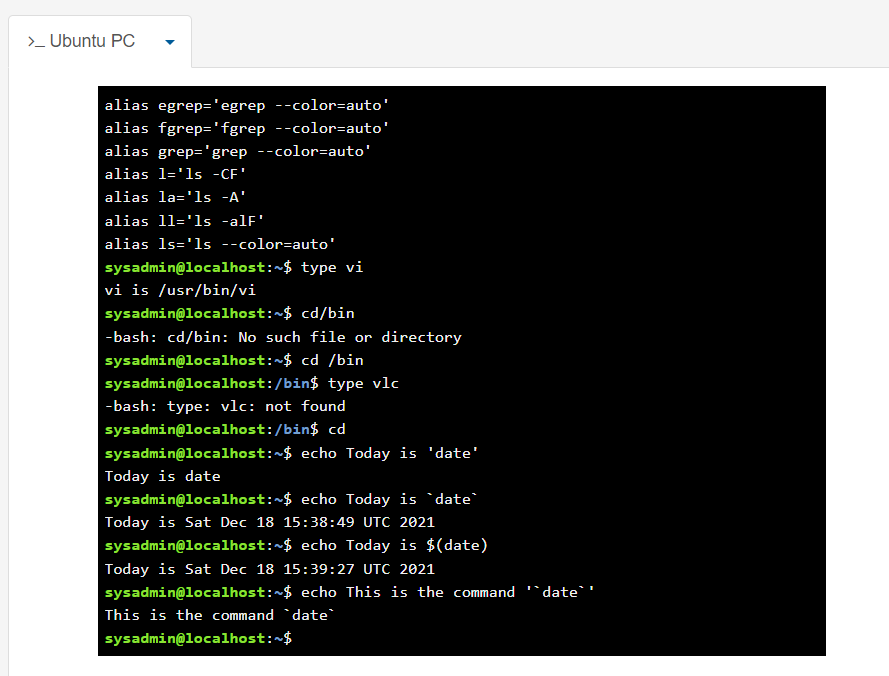 >_ Ubuntu PC
alias egrep='egrep --color=auto'
alias fgrep='fgrep --color=auto'
alias grep='grep --color=auto'
alias l='ls -CF'
alias la='ls -A'
alias ll='ls -alF'
alias ls='ls --color=auto'
sysadmin@localhost:~$ type vi
vi is /usr/bin/vi
sysadmin@localhost:~$ cd/bin
-bash: cd/bin: No such file or directory
sysadmin@localhost:~$ cd /bin
sysadmin@localhost:/bin$ type vlc
-bash: type: vlc: not found
sysadmin@localhost:/bin$ cd
sysadmin@localhost:~$ echo Today is 'date'
Today is date
sysadmin@localhost:~$ echo Today is `date`
Today is Sat Dec 18 15:38:49 UTC 2021
sysadmin@localhost:~$ echo Today is $(date)
Today is Sat Dec 18 15:39:27 UTC 2021
sysadmin@localhost:~$ echo This is the command '`date`'
This is the command `date`
sysadmin@localhost:~$